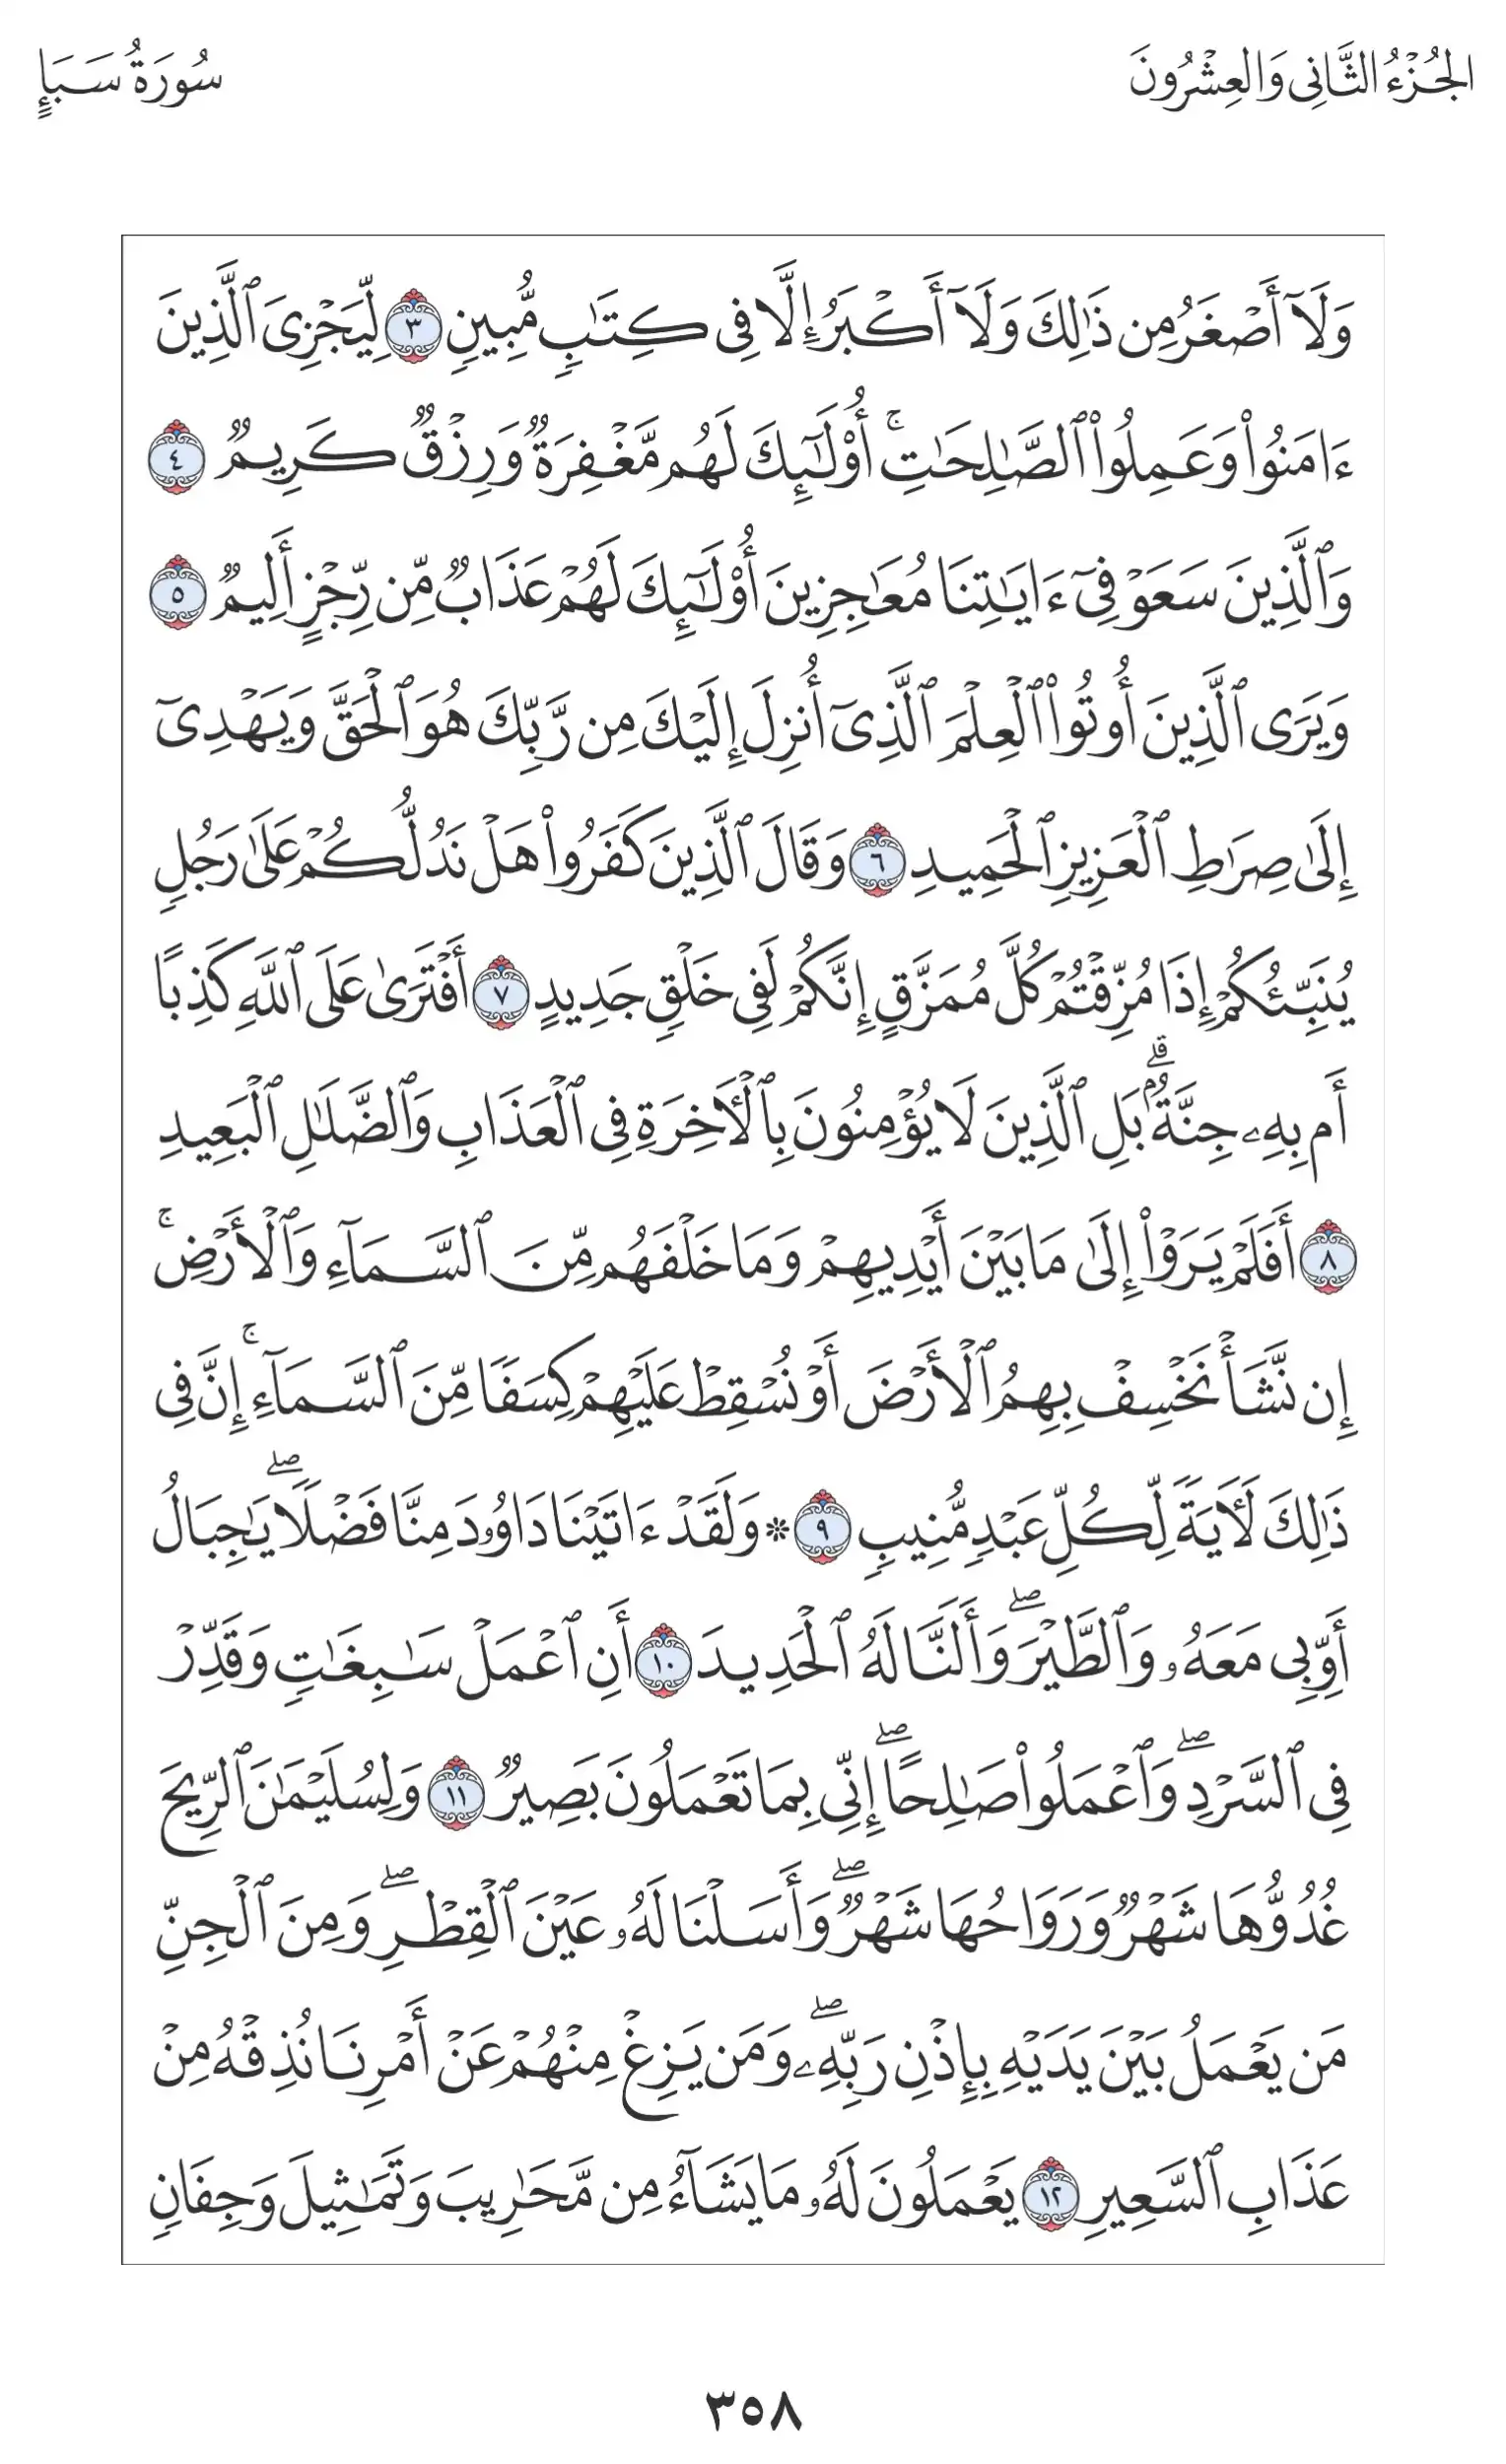 الجُزْءُ الثَّانِى وَالعِشْرُونَ
سُورَةُ سَبَإٍ
وَلَآ أَصْغَرُ مِن ذَٰلِكَ وَلَآ أَكْبَرُ إِلَّا فِى كِتَٰبٍ مُّبِينٍ ٣ لِّيَجْزِىَ ٱلَّذِينَ
ءَامَنُوا۟ وَعَمِلُوا۟ ٱلصَّٰلِحَٰتِ ۚ أُو۟لَٰٓئِكَ لَهُم مَّغْفِرَةٌ وَرِزْقٌ كَرِيمٌ ٤
وَٱلَّذِينَ سَعَوْ فِىٓ ءَايَٰتِنَا مُعَٰجِزِينَ أُو۟لَٰٓئِكَ لَهُمْ عَذَابٌ مِّن رِّجْزٍ أَلِيمٌ ٥
وَيَرَى ٱلَّذِينَ أُوتُوا۟ ٱلْعِلْمَ ٱلَّذِىٓ أُنزِلَ إِلَيْكَ مِن رَّبِّكَ هُوَ ٱلْحَقَّ وَيَهْدِىٓ
إِلَىٰ صِرَٰطِ ٱلْعَزِيزِ ٱلْحَمِيدِ ٦ وَقَالَ ٱلَّذِينَ كَفَرُوا۟ هَلْ نَدُلُّكُمْ عَلَىٰ رَجُلٍ
يُنَبِّئُكُمْ إِذَا مُزِّقْتُمْ كُلَّ مُمَزَّقٍ إِنَّكُمْ لَفِى خَلْقٍ جَدِيدٍ ٧ أَفْتَرَىٰ عَلَى ٱللَّهِ كَذِبًا
أَم بِهِۦ جِنَّةٌۢ ۗ بَلِ ٱلَّذِينَ لَا يُؤْمِنُونَ بِٱلْءَاخِرَةِ فِى ٱلْعَذَابِ وَٱلضَّلَٰلِ ٱلْبَعِيدِ
٨ أَفَلَمْ يَرَوْا۟ إِلَىٰ مَا بَيْنَ أَيْدِيهِمْ وَمَا خَلْفَهُم مِّنَ ٱلسَّمَآءِ وَٱلْأَرْضِ ۚ
إِن نَّشَأْ نَخْسِفْ بِهِمُ ٱلْأَرْضَ أَوْ نُسْقِطْ عَلَيْهِمْ كِسَفًا مِّنَ ٱلسَّمَآءِ ۚ إِنَّ فِى
ذَٰلِكَ لَءَايَةً لِّكُلِّ عَبْدٍ مُّنِيبٍ ٩ * وَلَقَدْ ءَاتَيْنَا دَاوُۥدَ مِنَّا فَضْلًا ۖ يَٰجِبَالُ
أَوِّبِى مَعَهُۥ وَٱلطَّيْرَ ۖ وَأَلَنَّا لَهُ ٱلْحَدِيدَ ١٠ أَنِ ٱعْمَلْ سَٰبِغَٰتٍ وَقَدِّرْ
فِى ٱلسَّرْدِ ۖ وَٱعْمَلُوا۟ صَٰلِحًا ۖ إِنِّى بِمَا تَعْمَلُونَ بَصِيرٌ ١١ وَلِسُلَيْمَٰنَ ٱلرِّيحَ
غُدُوُّهَا شَهْرٌ وَرَوَاحُهَا شَهْرٌ ۖ وَأَسَلْنَا لَهُۥ عَيْنَ ٱلْقِطْرِ ۖ وَمِنَ ٱلْجِنِّ
مَن يَعْمَلُ بَيْنَ يَدَيْهِ بِإِذْنِ رَبِّهِۦ ۖ وَمَن يَزِغْ مِنْهُمْ عَنْ أَمْرِنَا نُذِقْهُ مِنْ
عَذَابِ ٱلسَّعِيرِ ١٢ يَعْمَلُونَ لَهُۥ مَا يَشَآءُ مِن مَّحَٰرِيبَ وَتَمَٰثِيلَ وَجِفَانٍ
٣٥٨